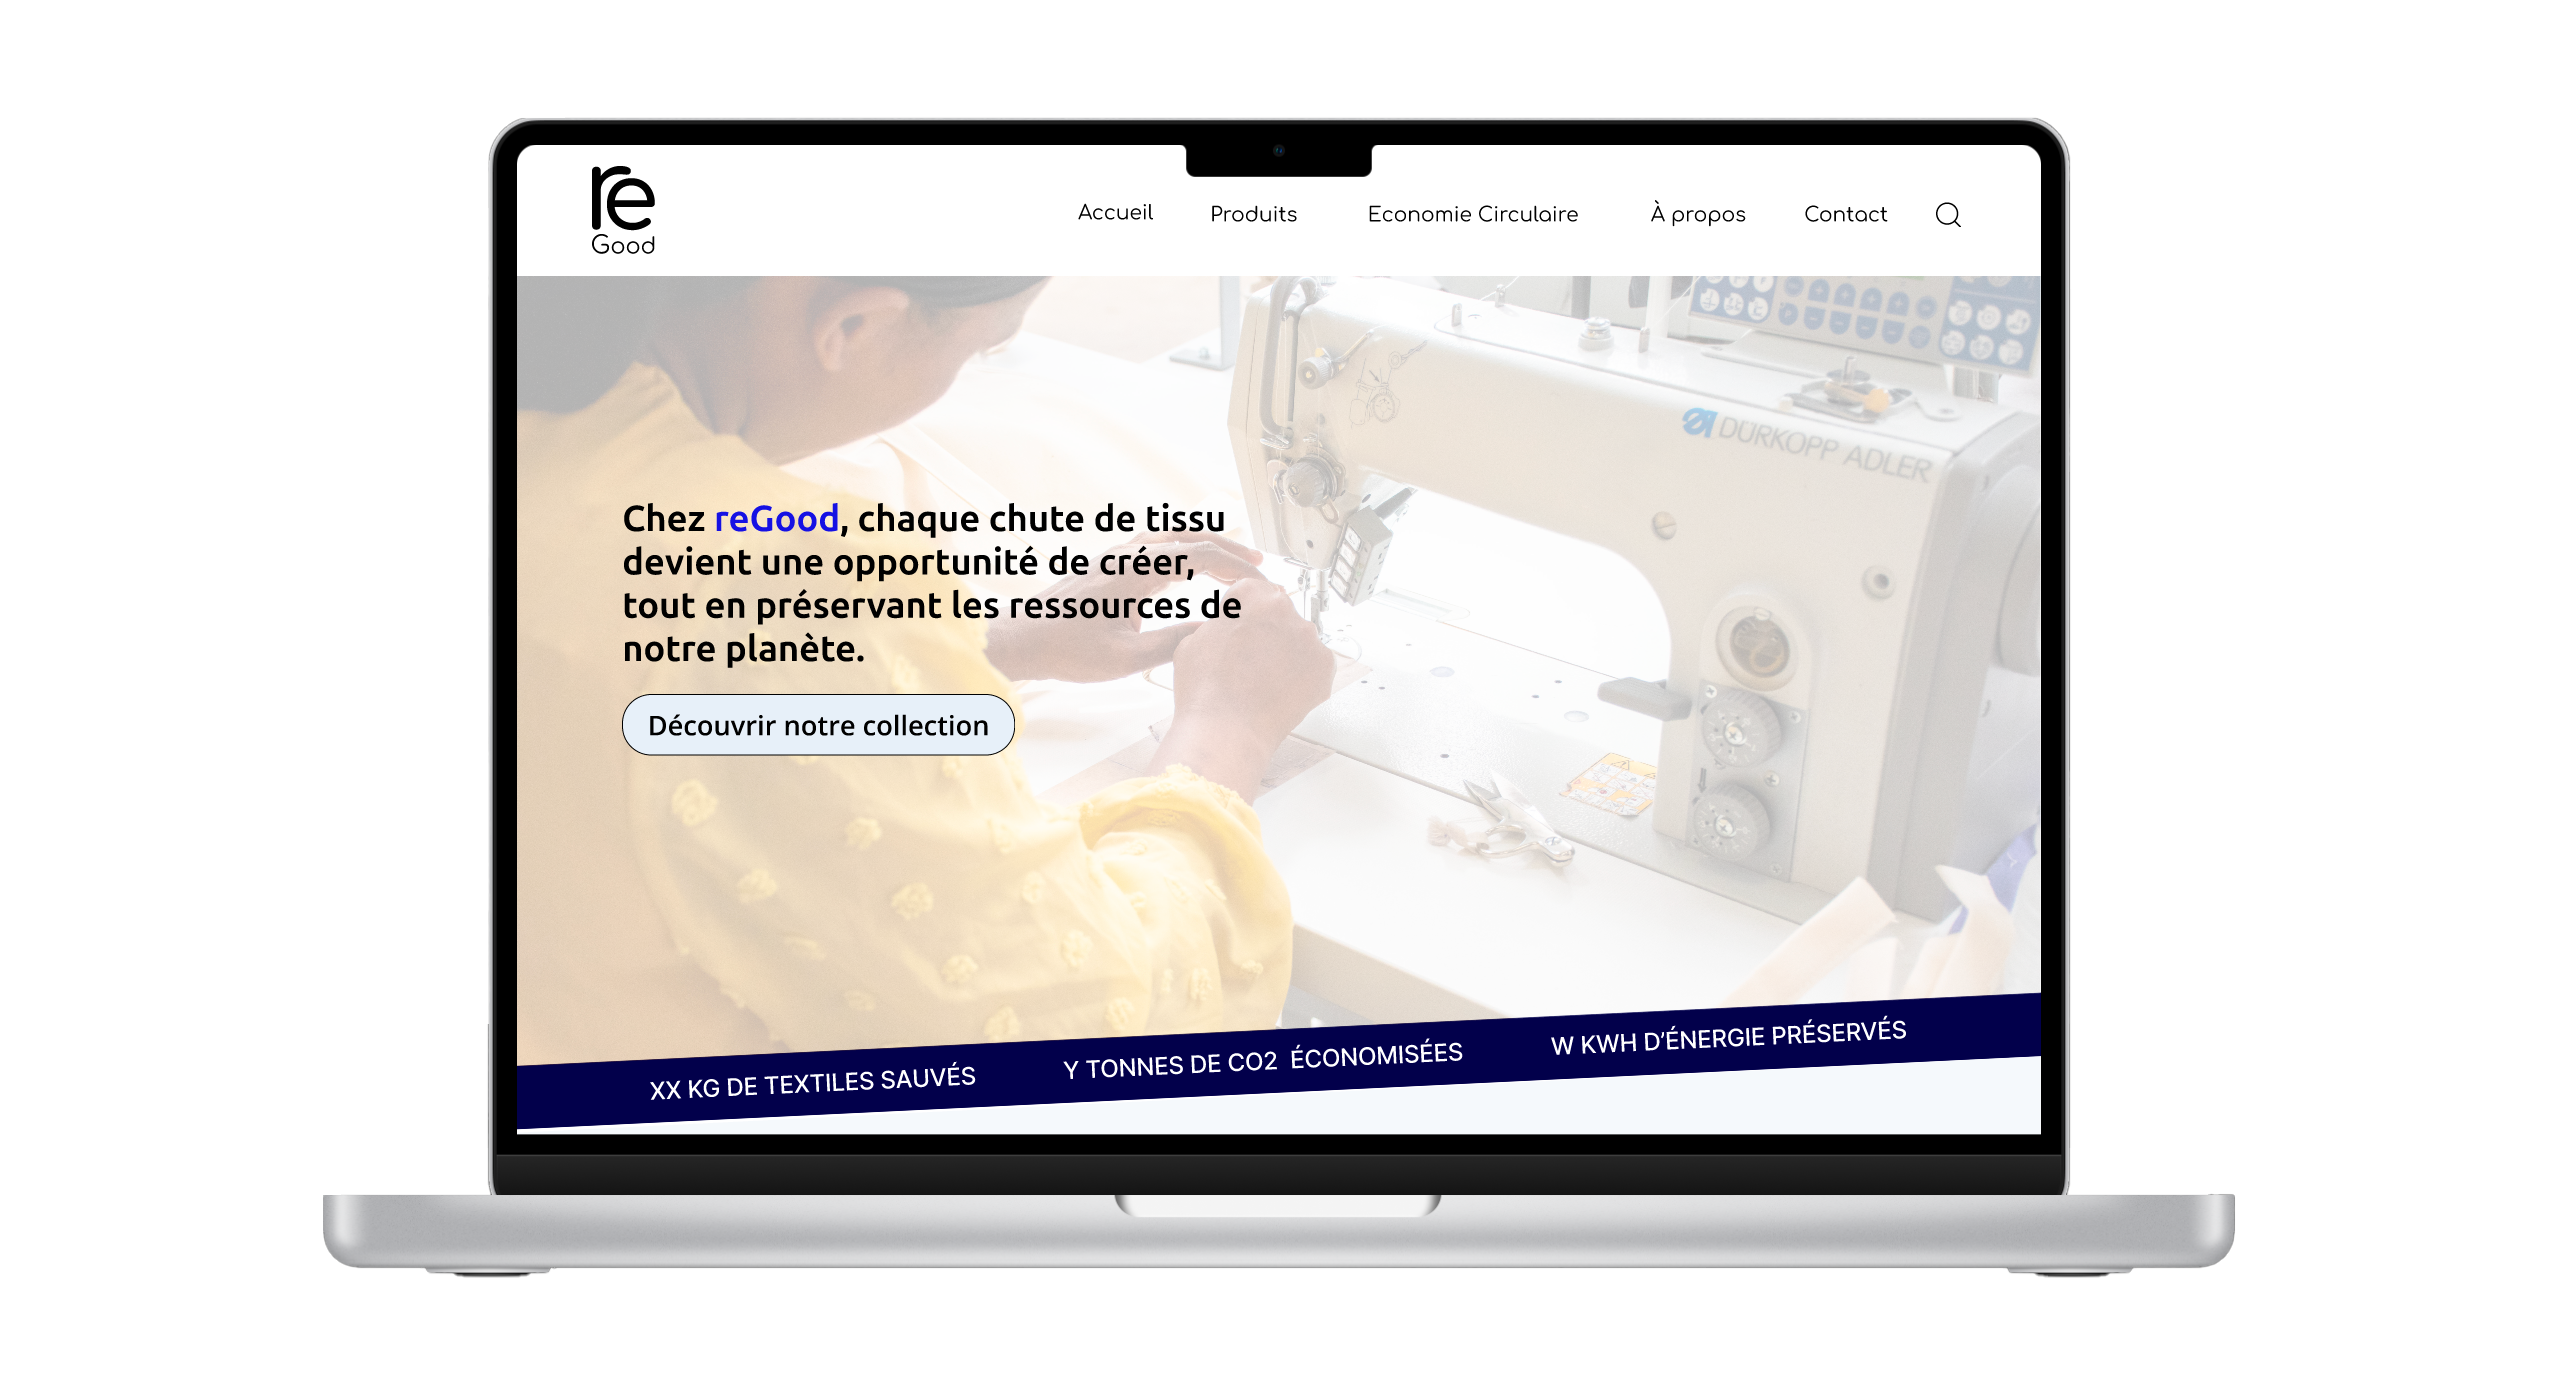 re
Good
Accueil
Produits
Economie Circulaire
À propos
Contact
DÜRKOPP ADLER
Chez reGood, chaque chute de tissu
devient une opportunité de créer,
tout en préservant les ressources de
notre planète.
Découvrir notre collection
XX KG DE TEXTILES SAUVÉS
Y TONNES DE CO2 ÉCONOMISÉES
W KWH D’ÉNERGIE PRÉSERVÉS